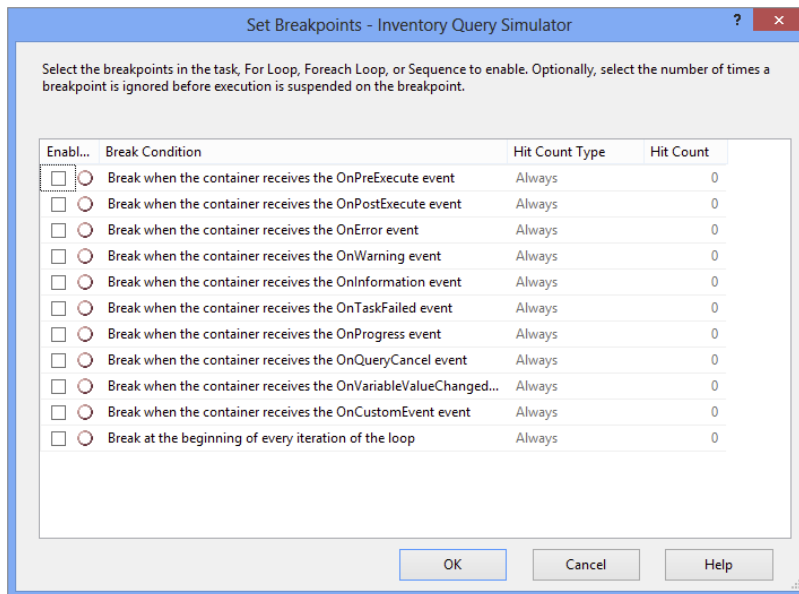 Set Breakpoints - Inventory Query Simulator
? ×
Select the breakpoints in the task, For Loop, Foreach Loop, or Sequence to enable. Optionally, select the number of times a
breakpoint is ignored before execution is suspended on the breakpoint.
Enabl... Break Condition Hit Count Type Hit Count
Break when the container receives the OnPreExecute event Always 0
Break when the container receives the OnPostExecute event Always 0
Break when the container receives the OnError event Always 0
Break when the container receives the OnWarning event Always 0
Break when the container receives the OnInformation event Always 0
Break when the container receives the OnTaskFailed event Always 0
Break when the container receives the OnProgress event Always 0
Break when the container receives the OnQueryCancel event Always 0
Break when the container receives the OnVariableValueChanged... Always 0
Break when the container receives the OnCustomEvent event Always 0
Break at the beginning of every iteration of the loop Always 0
OK Cancel Help